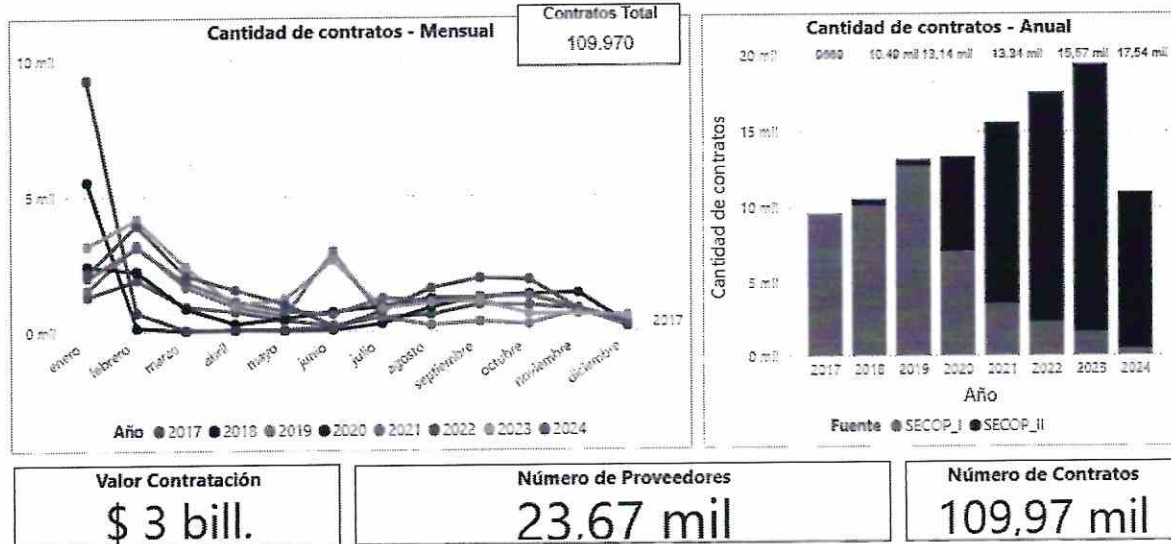 Cantidad de contratos - Mensual
Contratos Total
109.970
10 mil
5 mil
0 mil
2017
enero febrero marzo abril mayo junio julio agosto septiembre octubre noviembre diciembre
Año 2017 2018 2019 2020 2021 2022 2023 2024
Cantidad de contratos - Anual
20 mil
10,49 mil 13,14 mil 13,34 mil 15,57 mil 17,54 mil
15 mil
10 mil
5 mil
0 mil
Cantidad de contratos
2017 2018 2019 2020 2021 2022 2023 2024
Año
Fuente SECOP_I SECOP_II
Valor Contratación
$ 3 bill.
Número de Proveedores
23,67 mil
Número de Contratos
109,97 mil